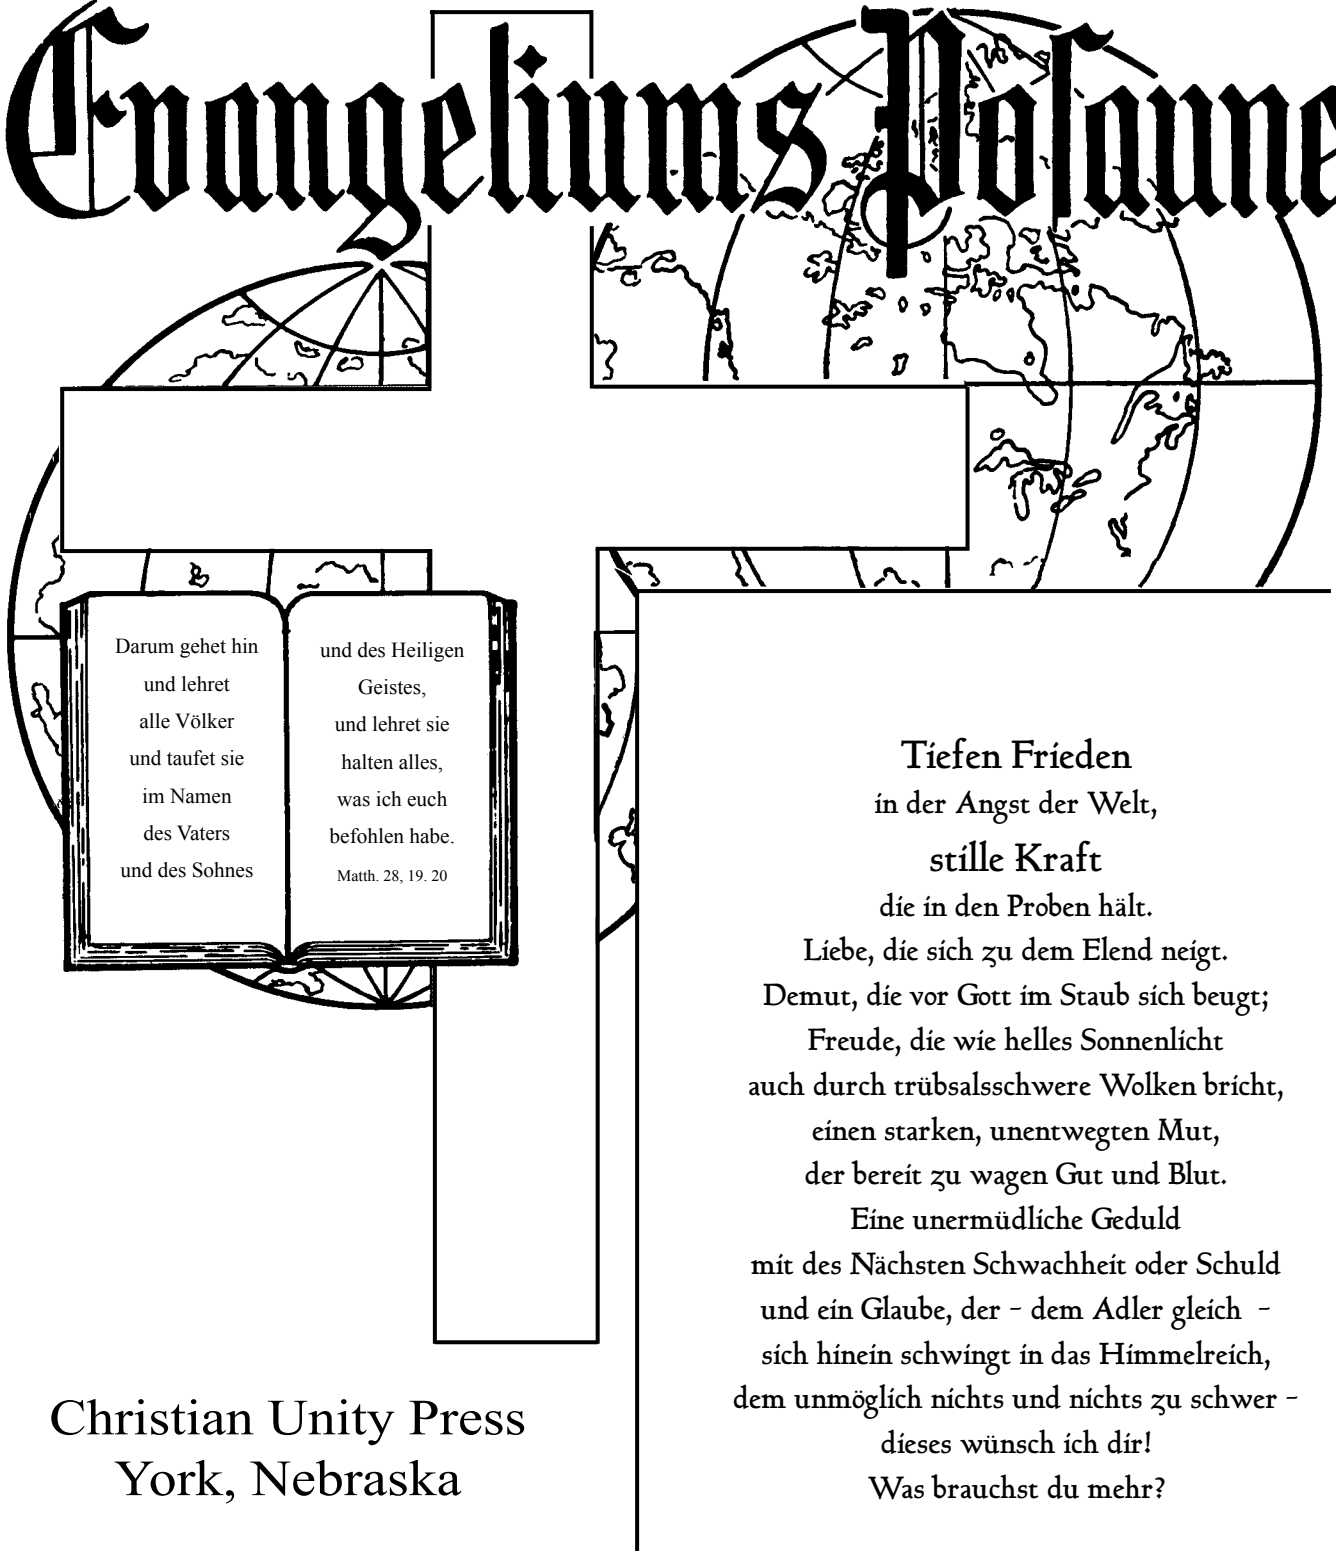 Evangeliums Posaune
Darum gehet hin
und lehret
alle Völker
und taufet sie
im Namen
des Vaters
und des Sohnes
und des Heiligen
Geistes,
und lehret sie
halten alles,
was ich euch
befohlen habe.
Matth. 28, 19. 20
Tiefen Frieden
in der Angst der Welt,
stille Kraft
die in den Proben hält.
Liebe, die sich zu dem Elend neigt.
Demut, die vor Gott im Staub sich beugt;
Freude, die wie helles Sonnenlicht
auch durch trübsalsschwere Wolken bricht,
einen starken, unentwegten Mut,
der bereit zu wagen Gut und Blut.
Eine unermüdliche Geduld
mit des Nächsten Schwachheit oder Schuld
und ein Glaube, der - dem Adler gleich -
sich hinein schwingt in das Himmelreich,
dem unmöglich nichts und nichts zu schwer -
dieses wünsch ich dir!
Was brauchst du mehr?
Christian Unity Press
York, Nebraska